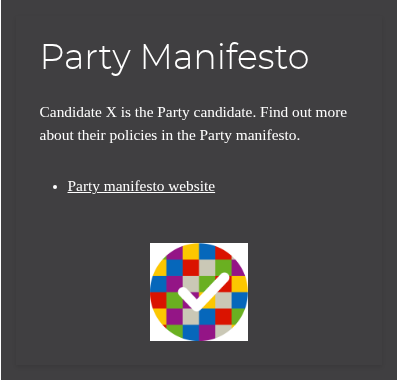 Party Manifesto
Candidate X is the Party candidate. Find out more
about their policies in the Party manifesto.
Party manifesto website